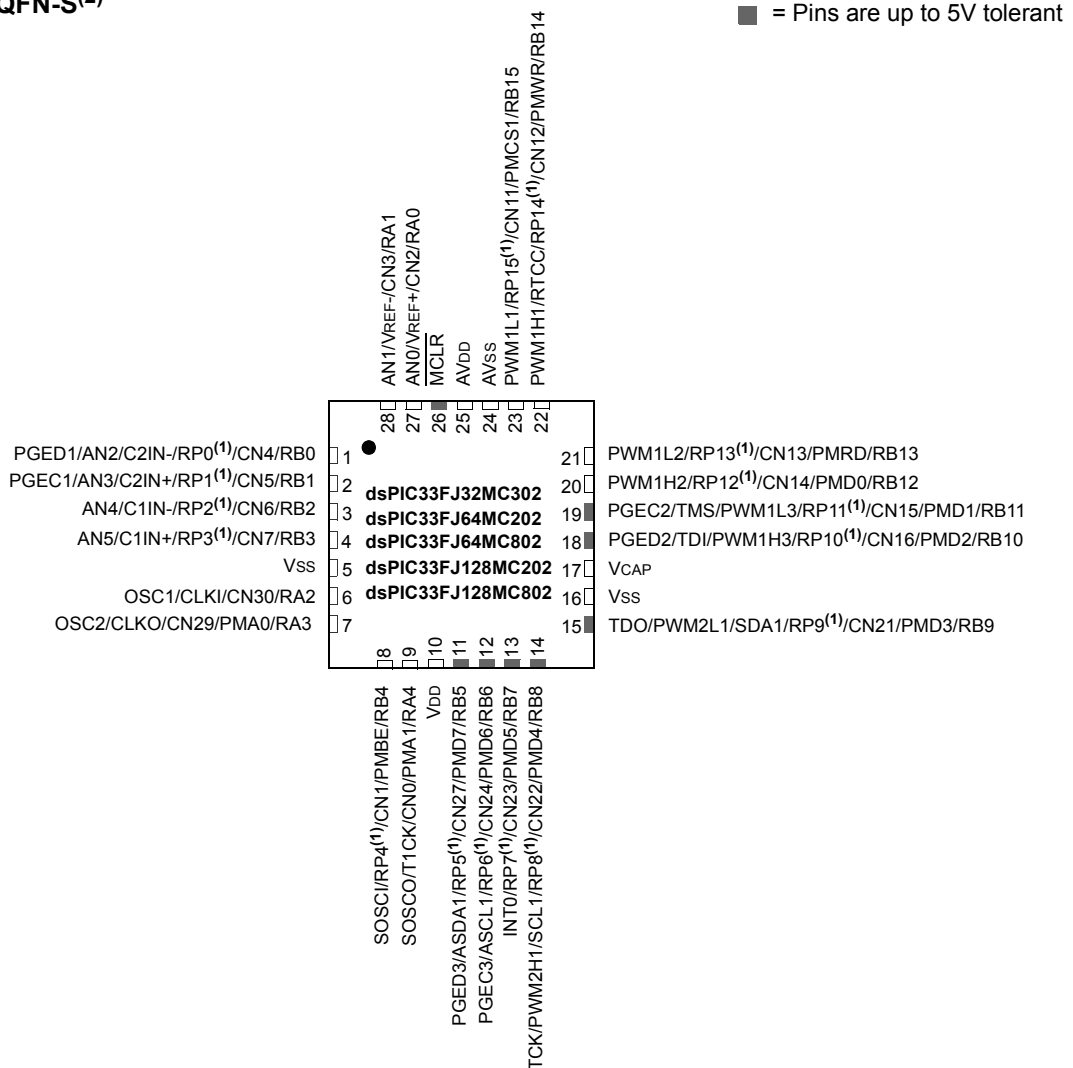 QFN-S(2)
= Pins are up to 5V tolerant
AN1/VREF-/CN3/RA1
AN0/VREF+/CN2/RA0
MCLR
AVDD
AVSS
PWM1L1/RP15(1)/CN11/PMCS1/RB15
PWM1H1/RTCC/RP14(1)/CN12/PMWR/RB14
28 27 26 25 24 23 22
PGED1/AN2/C2IN-/RP0(1)/CN4/RB0 1
PGEC1/AN3/C2IN+/RP1(1)/CN5/RB1 2
AN4/C1IN-/RP2(1)/CN6/RB2 3
AN5/C1IN+/RP3(1)/CN7/RB3 4
VSS 5
OSC1/CLKI/CN30/RA2 6
OSC2/CLKO/CN29/PMA0/RA3 7
dsPIC33FJ32MC302
dsPIC33FJ64MC202
dsPIC33FJ64MC802
dsPIC33FJ128MC202
dsPIC33FJ128MC802
21 PWM1L2/RP13(1)/CN13/PMRD/RB13
20 PWM1H2/RP12(1)/CN14/PMD0/RB12
19 PGEC2/TMS/PWM1L3/RP11(1)/CN15/PMD1/RB11
18 PGED2/TDI/PWM1H3/RP10(1)/CN16/PMD2/RB10
17 VCAP
16 VSS
15 TDO/PWM2L1/SDA1/RP9(1)/CN21/PMD3/RB9
8 9 10 11 12 13 14
SOSCI/RP4(1)/CN1/PMBE/RB4
SOSCO/T1CK/CN0/PMA1/RA4
VDD
PGED3/ASDA1/RP5(1)/CN27/PMD7/RB5
PGEC3/ASCL1/RP6(1)/CN24/PMD6/RB6
INT0/RP7(1)/CN23/PMD5/RB7
TCK/PWM2H1/SCL1/RP8(1)/CN22/PMD4/RB8